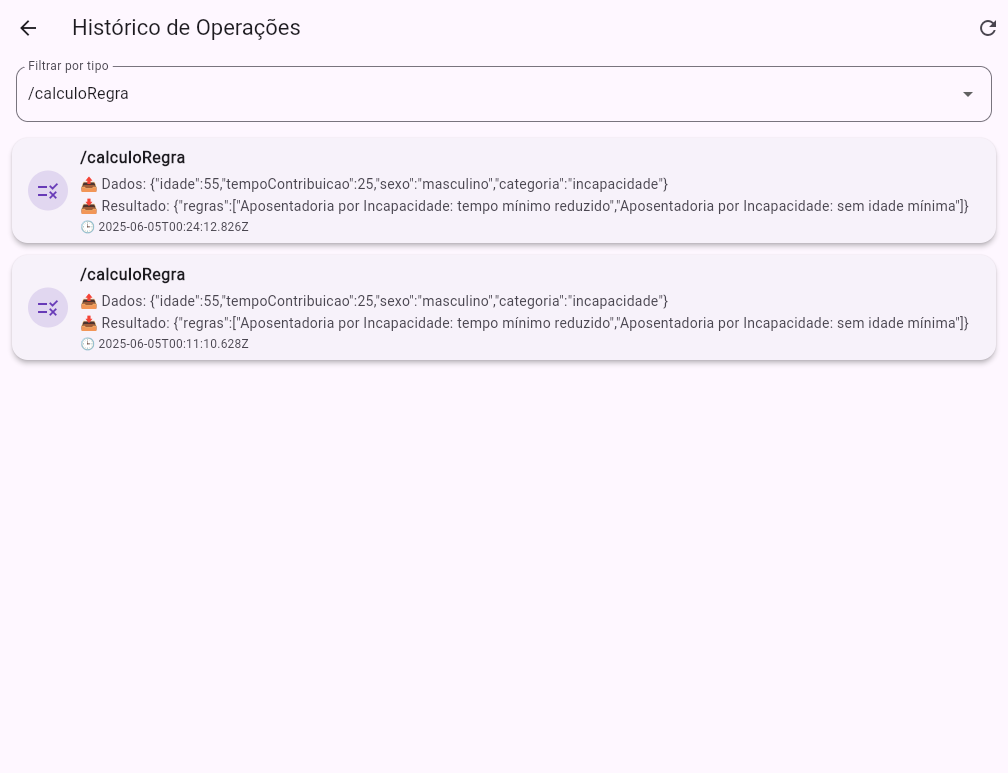 Histórico de Operações
Filtrar por tipo
/calculoRegra
/calculoRegra
📤 Dados: {"idade":55,"tempoContribuicao":25,"sexo":"masculino","categoria":"incapacidade"}
📥 Resultado: {"regras":["Aposentadoria por Incapacidade: tempo mínimo reduzido","Aposentadoria por Incapacidade: sem idade mínima"]}
🕒 2025-06-05T00:24:12.826Z
/calculoRegra
📤 Dados: {"idade":55,"tempoContribuicao":25,"sexo":"masculino","categoria":"incapacidade"}
📥 Resultado: {"regras":["Aposentadoria por Incapacidade: tempo mínimo reduzido","Aposentadoria por Incapacidade: sem idade mínima"]}
🕒 2025-06-05T00:11:10.628Z